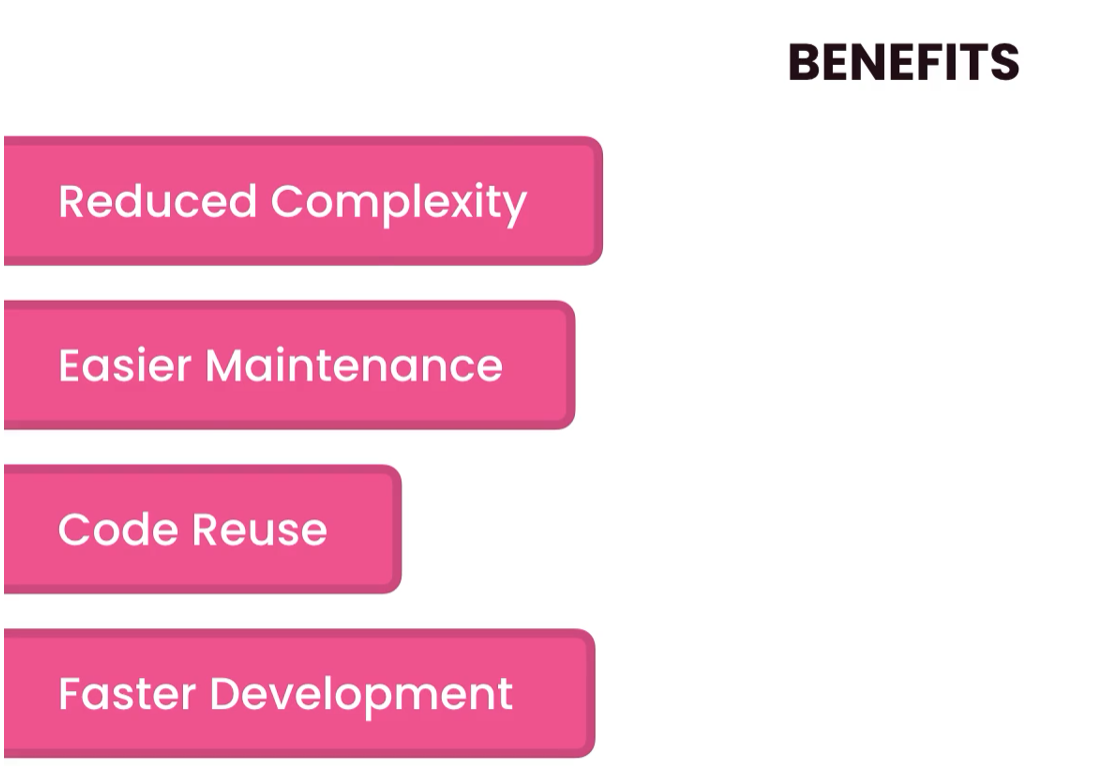 BENEFITS
Reduced Complexity
Easier Maintenance
Code Reuse
Faster Development